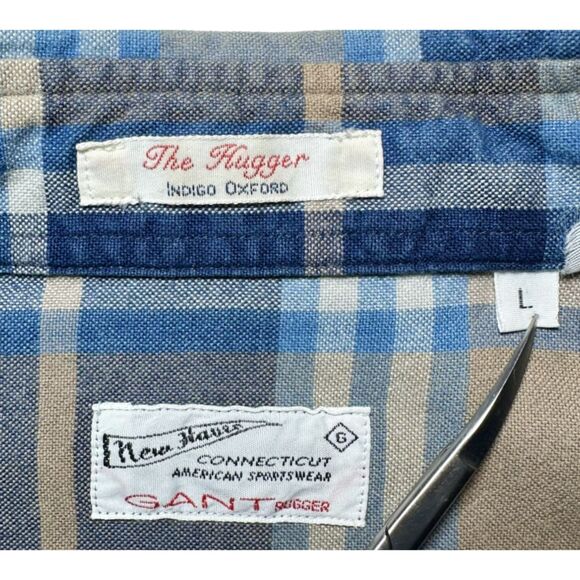 The Hugger
INDIGO OXFORD
L
New Haven
G
CONNECTICUT
AMERICAN SPORTSWEAR
GANT RUGGER